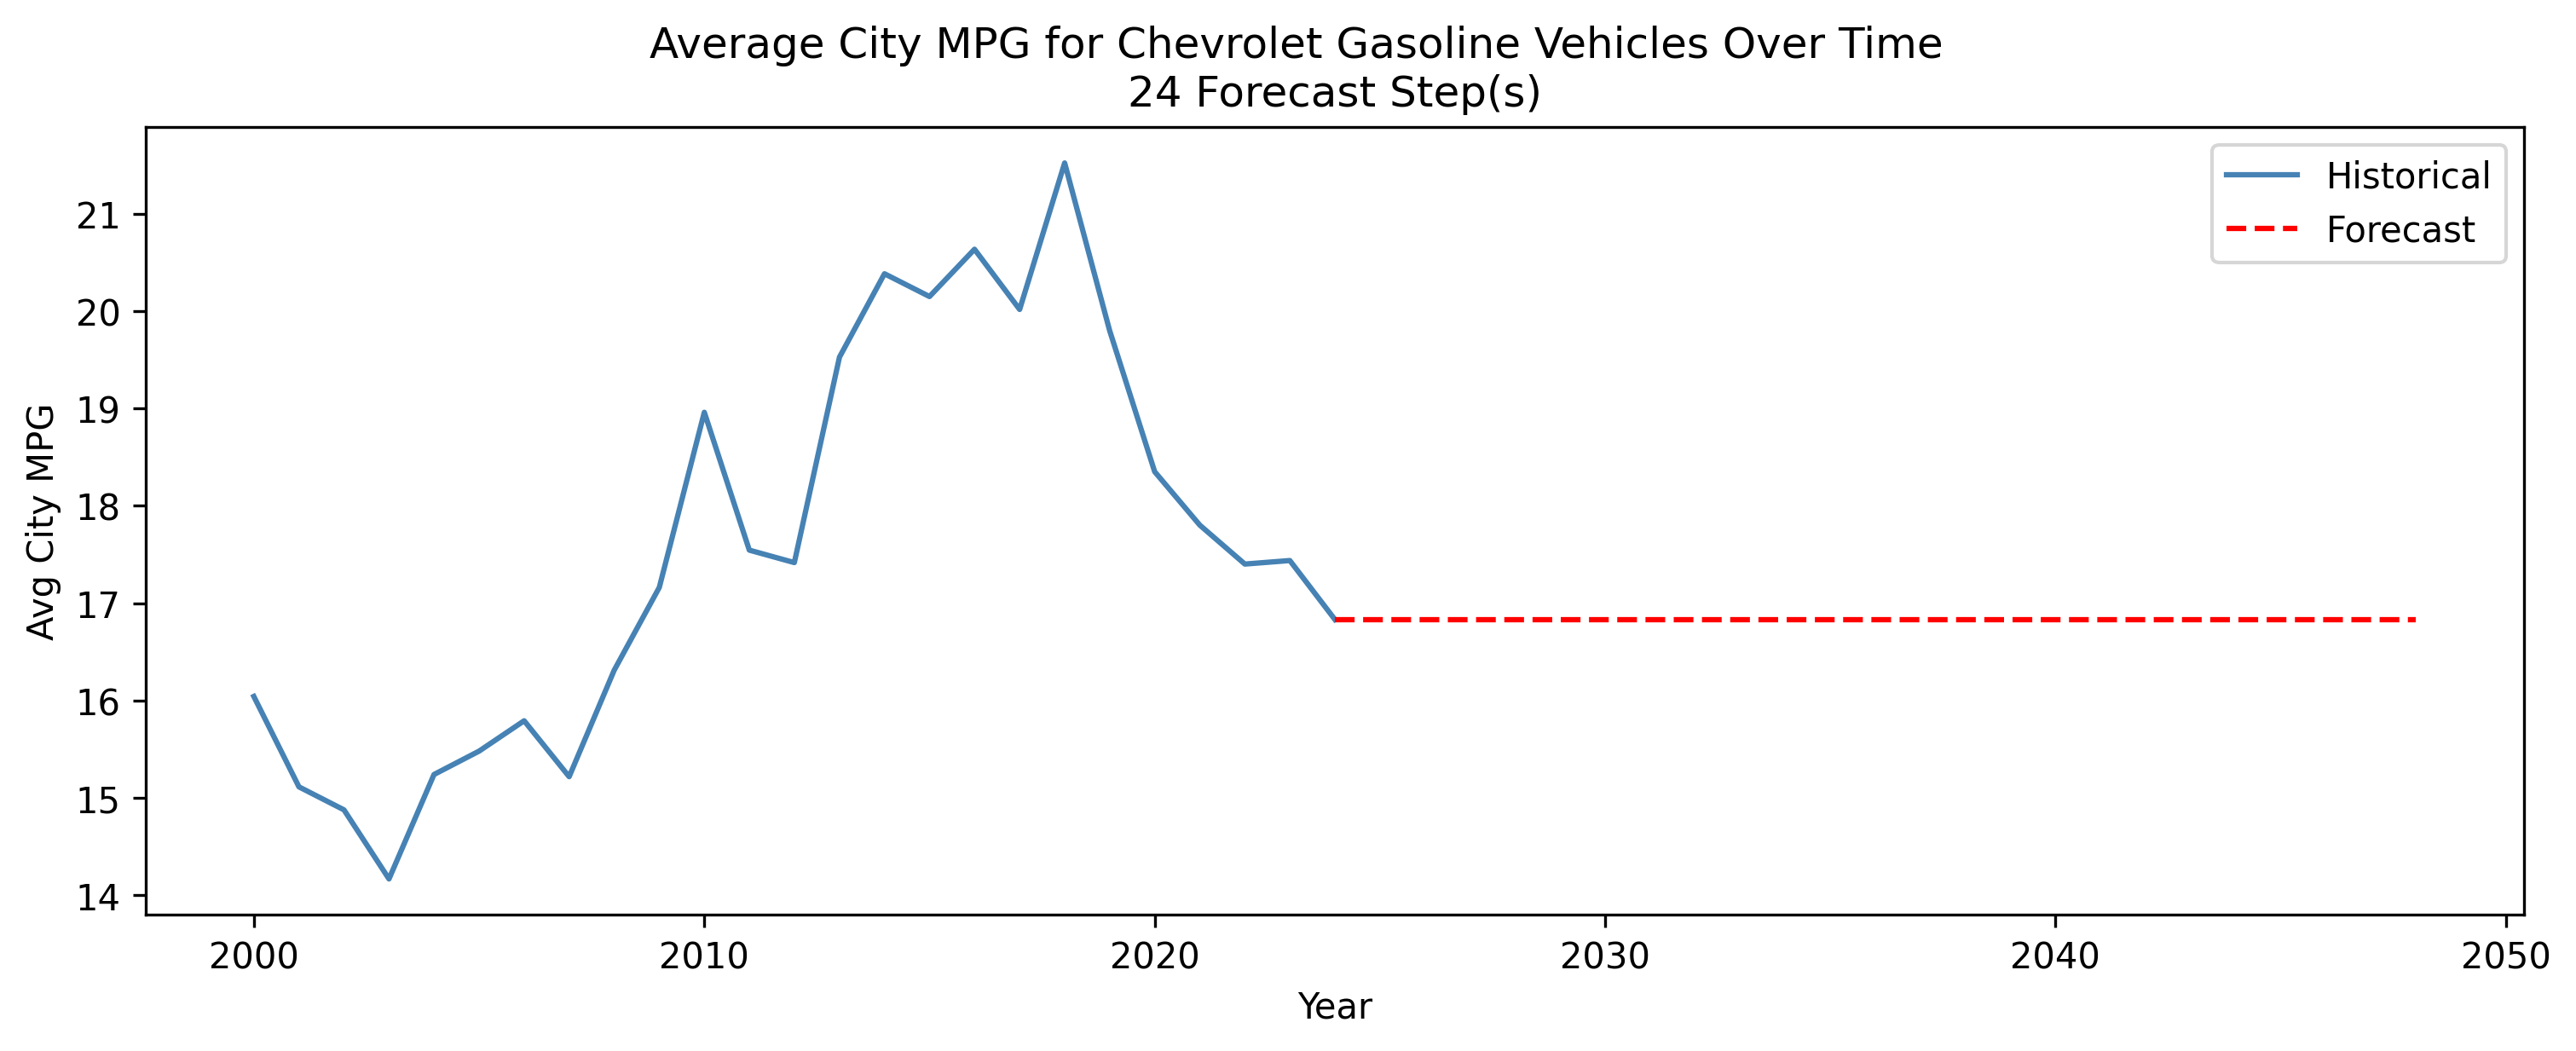 Average City MPG for Chevrolet Gasoline Vehicles Over Time
24 Forecast Step(s)
Historical
Forecast
Avg City MPG
21
20
19
18
17
16
15
14
2000
2010
2020
2030
2040
2050
Year